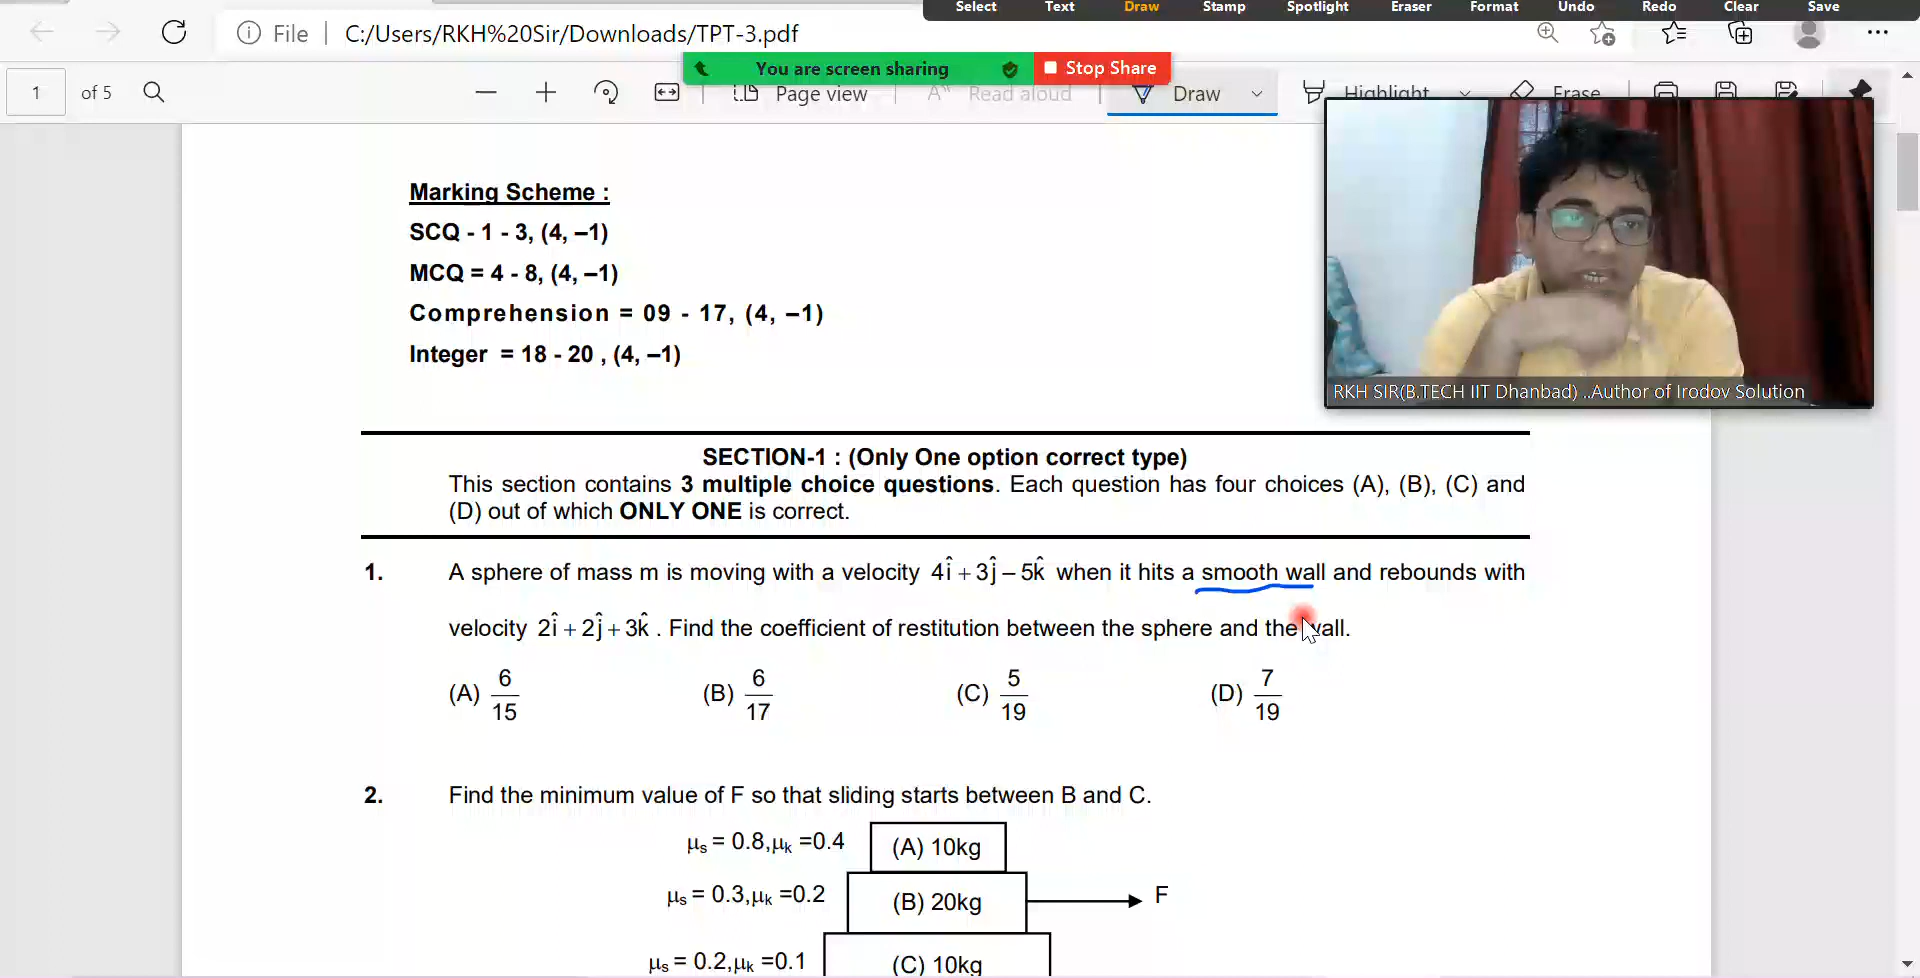 Select Text Draw Stamp Spotlight Eraser Format Undo Redo Clear Save
File | C:/Users/RKH%20Sir/Downloads/TPT-3.pdf
You are screen sharing Stop Share
1 of 5 Page view Read aloud Draw Highlight Erase
Marking Scheme :
SCQ - 1 - 3, (4, –1)
MCQ = 4 - 8, (4, –1)
Comprehension = 09 - 17, (4, –1)
Integer = 18 - 20 , (4, –1)
RKH SIR(B.TECH IIT Dhanbad) ..Author of Irodov Solution
SECTION-1 : (Only One option correct type)
This section contains 3 multiple choice questions. Each question has four choices (A), (B), (C) and
(D) out of which ONLY ONE is correct.
1. A sphere of mass m is moving with a velocity 4î + 3ĵ – 5k̂ when it hits a smooth wall and rebounds with
velocity 2î + 2ĵ + 3k̂ . Find the coefficient of restitution between the sphere and the wall.
(A) 6/15 (B) 6/17 (C) 5/19 (D) 7/19
2. Find the minimum value of F so that sliding starts between B and C.
μs = 0.8,μk =0.4 (A) 10kg
μs = 0.3,μk =0.2 (B) 20kg F
μs = 0.2,μk =0.1 (C) 10kg